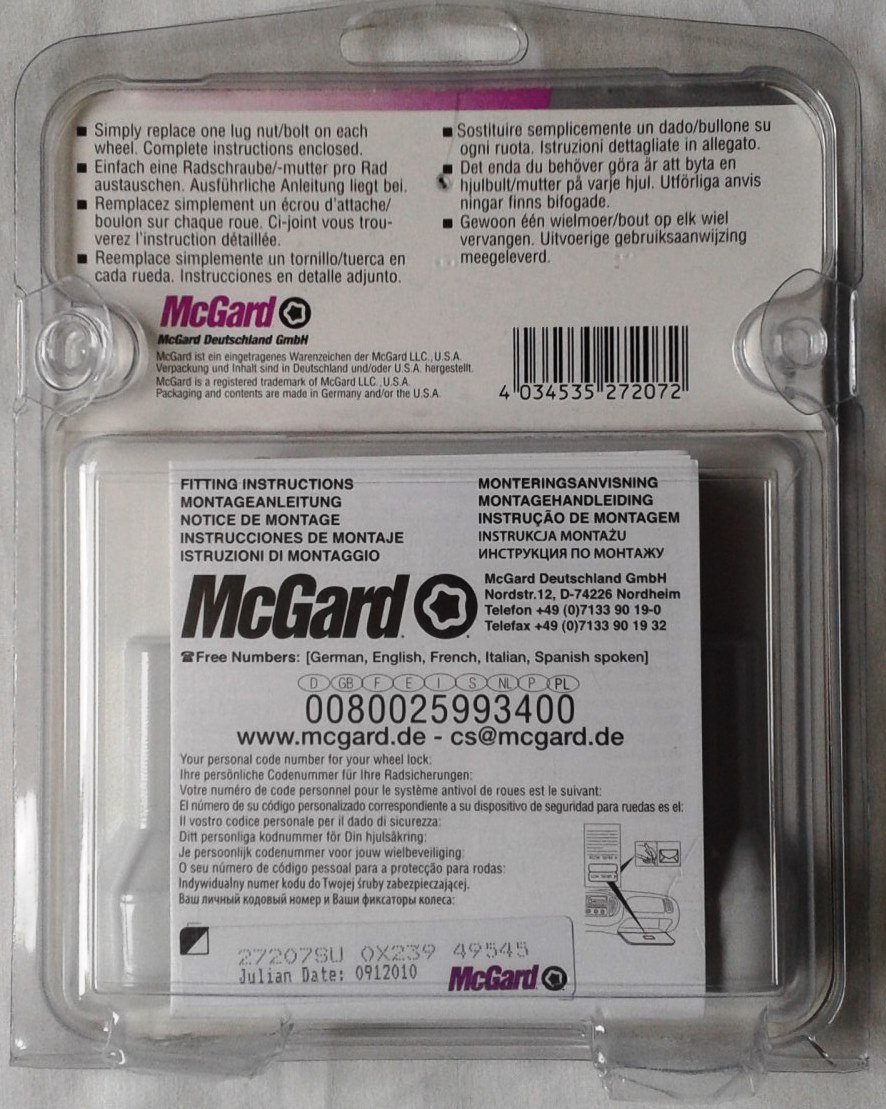 ■ Simply replace one lug nut/bolt on each
wheel. Complete instructions enclosed.
■ Einfach eine Radschraube/-mutter pro Rad
austauschen. Ausführliche Anleitung liegt bei.
■ Remplacez simplement un écrou d'attache/
boulon sur chaque roue. Ci-joint vous trou-
verez l'instruction détaillée.
■ Reemplace simplemente un tornillo/tuerca en
cada rueda. Instrucciones en detalle adjunto.
■ Sostituire semplicemente un dado/bullone su
ogni ruota. Istruzioni dettagliate in allegato.
■ Det enda du behöver göra är att byta en
hjulbult/mutter på varje hjul. Utförliga anvis
ningar finns bifogade.
■ Gewoon één wielmoer/bout op elk wiel
vervangen. Uitvoerige gebruiksaanwijzing
meegeleverd.
McGard
McGard Deutschland GmbH
McGard ist ein eingetragenes Warenzeichen der McGard LLC., U.S.A.
Verpackung und Inhalt sind in Deutschland und/oder U.S.A. hergestellt.
McGard is a registered trademark of McGard LLC., U.S.A.
Packaging and contents are made in Germany and/or the U.S.A.
4 034535 272072
FITTING INSTRUCTIONS
MONTAGEANLEITUNG
NOTICE DE MONTAGE
INSTRUCCIONES DE MONTAJE
ISTRUZIONI DI MONTAGGIO
MONTERINGSANVISNING
MONTAGEHANDLEIDING
INSTRUÇÃO DE MONTAGEM
INSTRUKCJA MONTAŻU
ИНСТРУКЦИЯ ПО МОНТАЖУ
McGard
McGard Deutschland GmbH
Nordstr.12, D-74226 Nordheim
Telefon +49 (0)7133 90 19-0
Telefax +49 (0)7133 90 19 32
☎Free Numbers: [German, English, French, Italian, Spanish spoken]
D GB F E I S NL P PL
0080025993400
www.mcgard.de - cs@mcgard.de
Your personal code number for your wheel lock:
Ihre persönliche Codenummer für Ihre Radsicherungen:
Votre numéro de code personnel pour le système antivol de roues est le suivant:
El número de su código personalizado correspondiente a su dispositivo de seguridad para ruedas es el:
Il vostro codice personale per il dado di sicurezza:
Ditt personliga kodnummer för Din hjulsåkring:
Je persoonlijk codenummer voor jouw wielbeveiliging:
O seu numéro de código pessoal para a protecção para rodas:
Indywidualny numer kodu do Twojej śruby zabezpieczającej.
Ваш личный кодовый номер и Ваши фиксаторы колеса:
27207SU 0X239 49545
Julian Date: 0912010
McGard